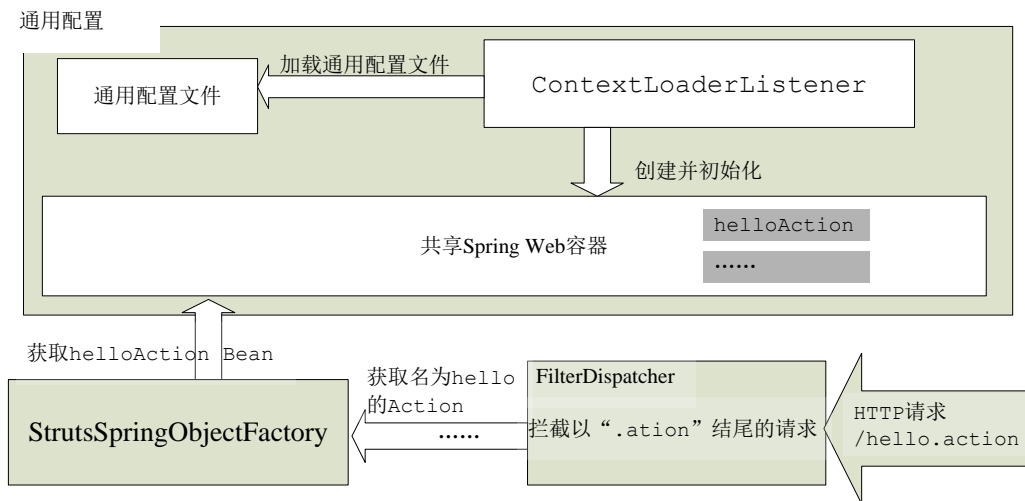 通用配置
加载通用配置文件
通用配置文件
ContextLoaderListener
创建并初始化
共享Spring Web容器
helloAction
……
获取helloAction Bean
StrutsSpringObjectFactory
获取名为hello
的Action
……
FilterDispatcher
拦截以“.ation”结尾的请求
HTTP请求
/hello.action